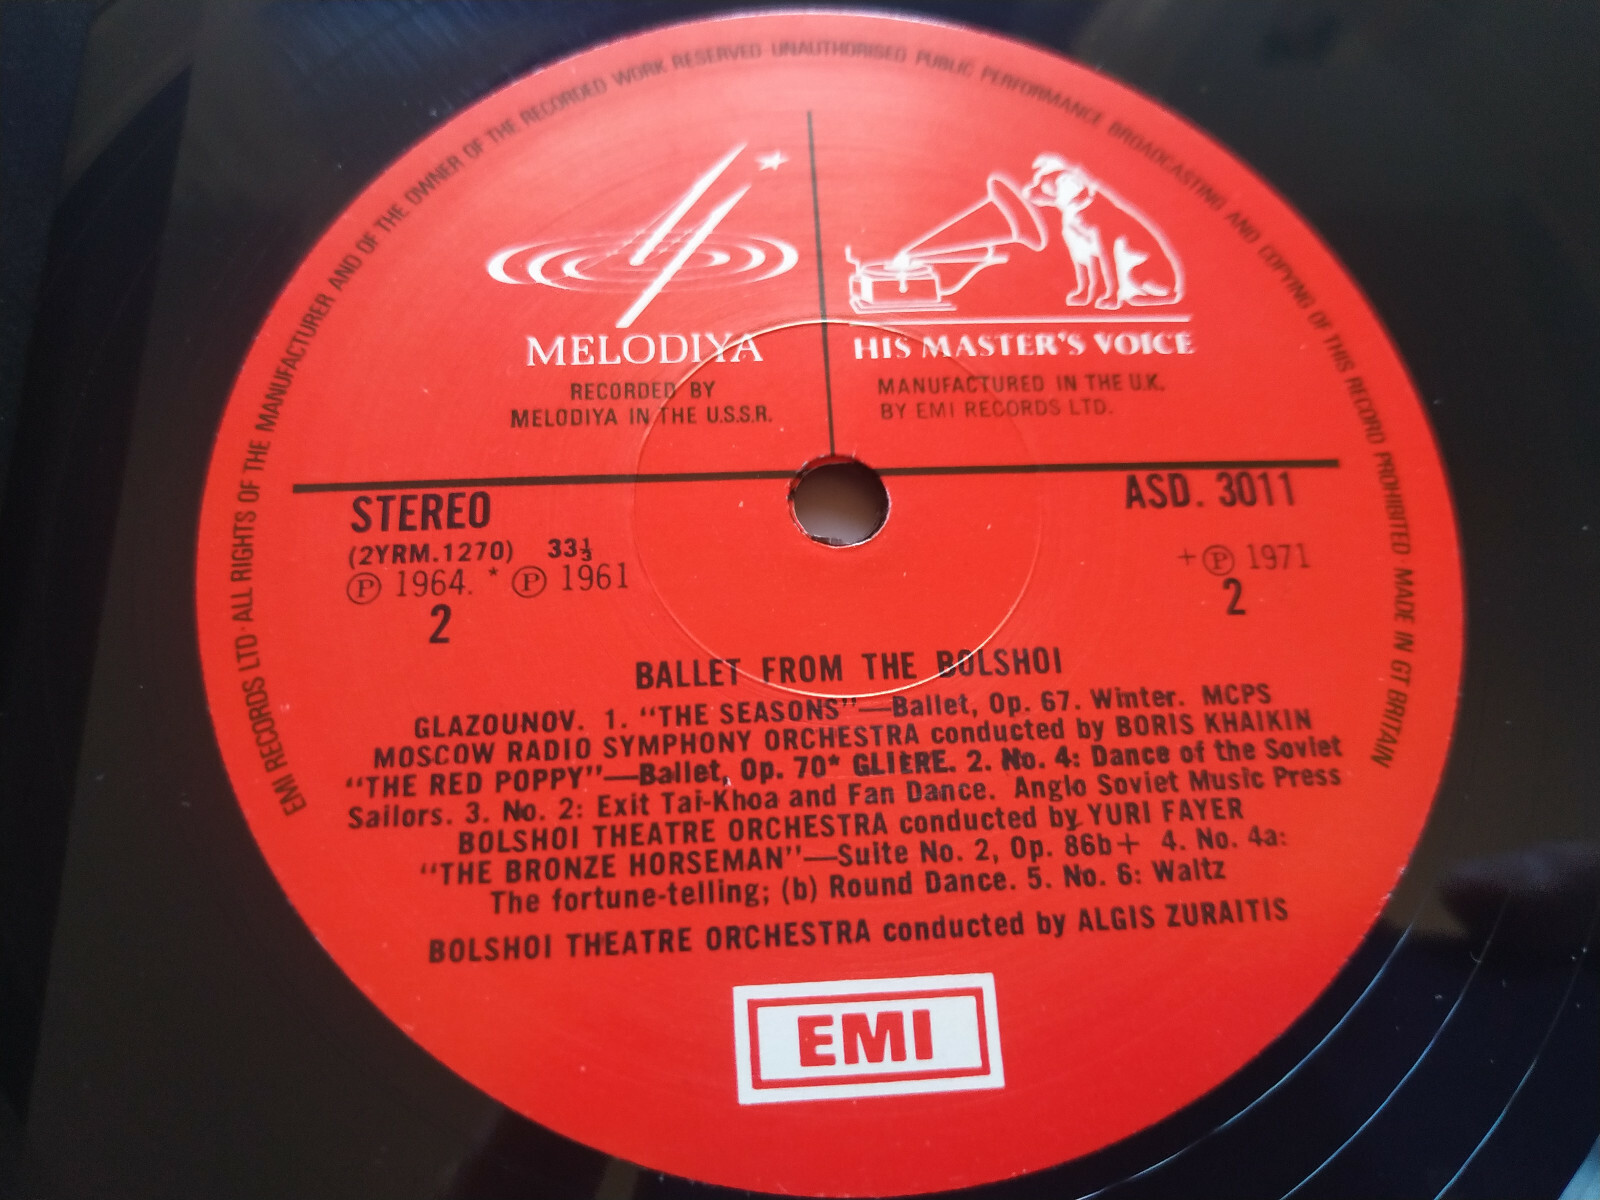 EMI RECORDS LTD · ALL RIGHTS OF THE MANUFACTURER AND OF THE OWNER OF THE RECORDED WORK RESERVED UNAUTHORISED PUBLIC PERFORMANCE BROADCASTING AND COPYING OF THIS RECORD PROHIBITED · MADE IN GT BRITAIN
MELODIYA
RECORDED BY
MELODIYA IN THE U.S.S.R.
HIS MASTER'S VOICE
MANUFACTURED IN THE U.K.
BY EMI RECORDS LTD.
STEREO
(2YRM.1270) 33⅓
℗ 1964. * ℗ 1961
2
ASD. 3011
+ ℗ 1971
2
BALLET FROM THE BOLSHOI
GLAZOUNOV. 1. "THE SEASONS"—Ballet, Op. 67. Winter. MCPS
MOSCOW RADIO SYMPHONY ORCHESTRA conducted by BORIS KHAIKIN
"THE RED POPPY"—Ballet, Op. 70* GLIERE. 2. No. 4: Dance of the Soviet
Sailors. 3. No. 2: Exit Tai-Khoa and Fan Dance. Anglo Soviet Music Press
BOLSHOI THEATRE ORCHESTRA conducted by YURI FAYER
"THE BRONZE HORSEMAN"—Suite No. 2, Op. 86b+ 4. No. 4a:
The fortune-telling; (b) Round Dance. 5. No. 6: Waltz
BOLSHOI THEATRE ORCHESTRA conducted by ALGIS ZURAITIS
EMI